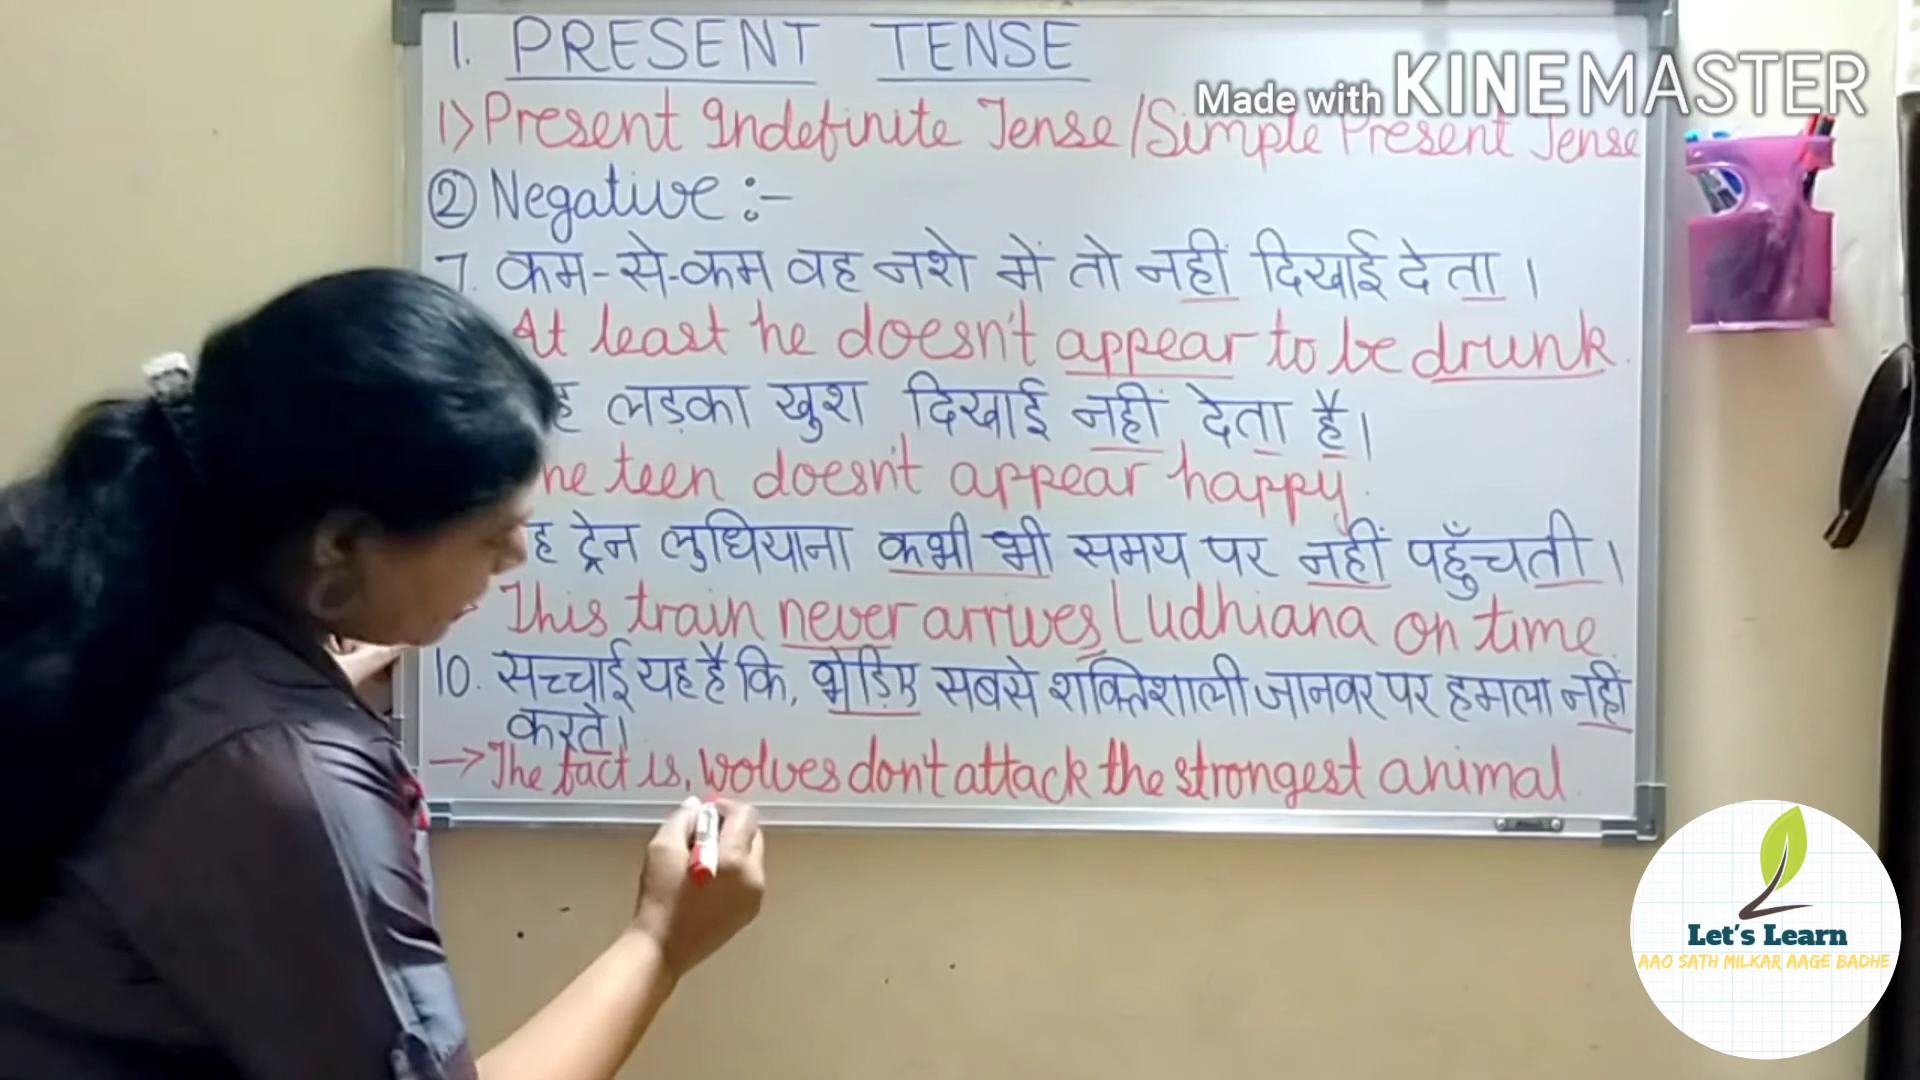 1. PRESENT TENSE
Made with KINEMASTER
1) Present Indefinite Tense/Simple Present Tense
② Negative :-
7. कम-से-कम वह नशे में तो नहीं दिखाई देता ।
At least he doesn't appear to be drunk.
लड़का खुश दिखाई नहीं देता है।
teen doesn't appear happy.
ट्रेन लुधियाना कभी भी समय पर नहीं पहुँचती ।
This train never arrives Ludhiana on time.
10. सच्चाई यह है कि, भेड़िए सबसे शक्तिशाली जानवर पर हमला नहीं
करते।
→ The fact is, wolves don't attack the strongest animal
Let's Learn
AAO SATH MILKAR AAGE BADHE